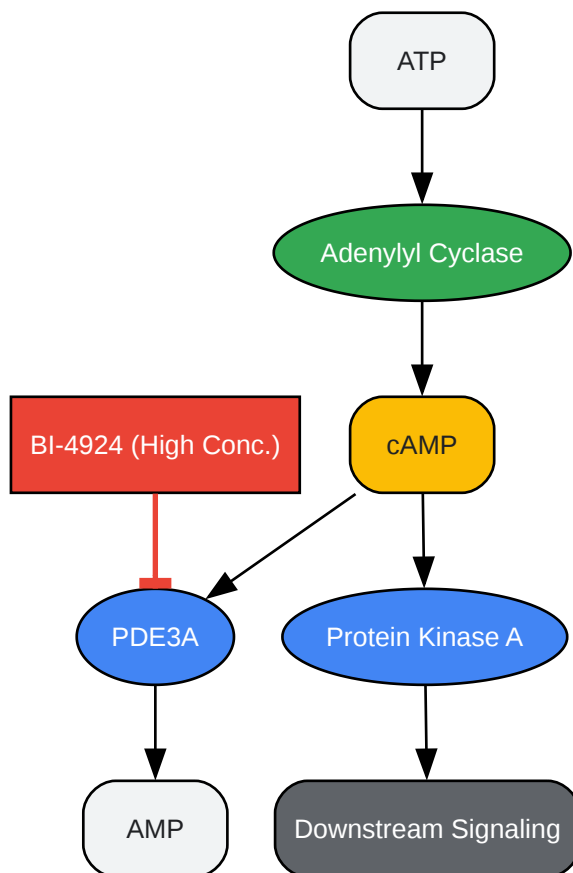 ATP
Adenylyl Cyclase
BI-4924 (High Conc.)
cAMP
PDE3A
Protein Kinase A
AMP
Downstream Signaling